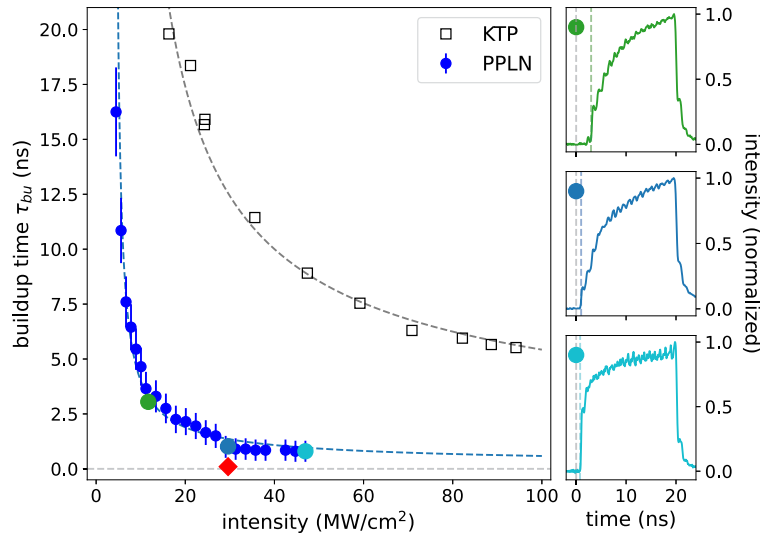 20.0
17.5
15.0
12.5
10.0
7.5
5.0
2.5
0.0
buildup time τbu (ns)
KTP
PPLN
0 20 40 60 80 100
intensity (MW/cm²)
1.0
0.5
0.0
1.0
0.5
0.0
1.0
0.5
0.0
intensity (normalized)
0 10 20
time (ns)